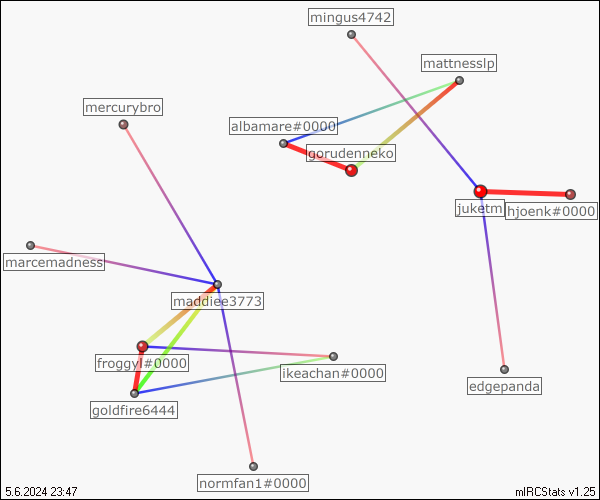 mingus4742
mattnesslp
mercurybro
albamare#0000
gorudenneko
juketm
hjoenk#0000
marcemadness
maddiee3773
froggyl#0000
ikeachan#0000
edgepanda
goldfire6444
normfan1#0000
5.6.2024 23:47
mIRCStats v1.25